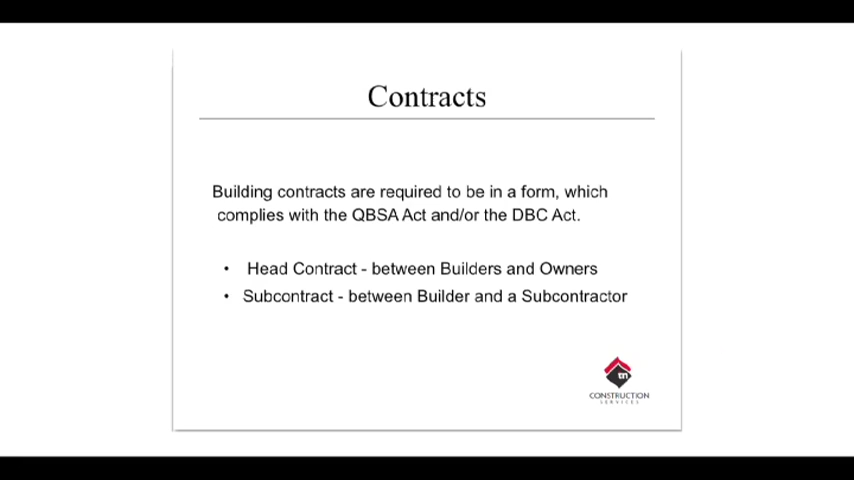 Contracts
Building contracts are required to be in a form, which
complies with the QBSA Act and/or the DBC Act.
• Head Contract - between Builders and Owners
• Subcontract - between Builder and a Subcontractor
CONSTRUCTION
SERVICES